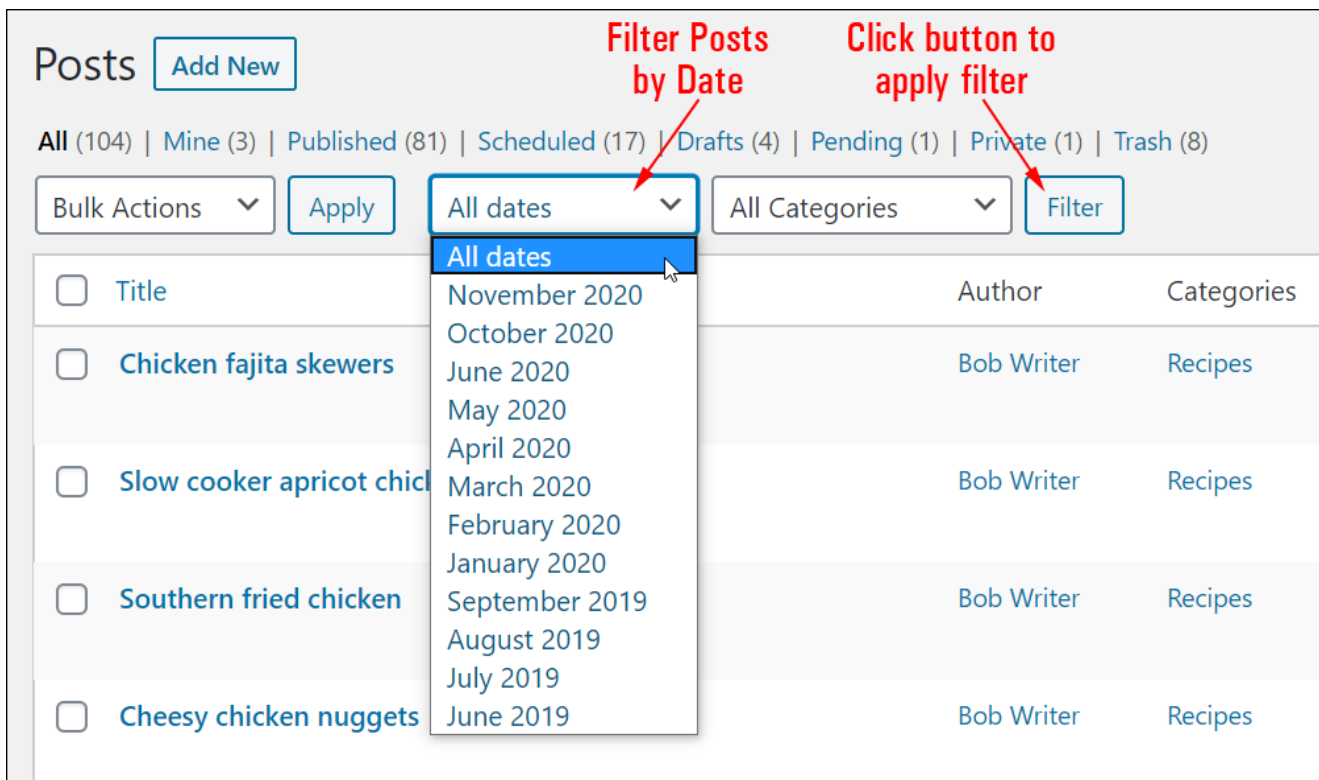 Filter Posts
by Date
Click button to
apply filter
Posts Add New
All (104) | Mine (3) | Published (81) | Scheduled (17) | Drafts (4) | Pending (1) | Private (1) | Trash (8)
Bulk Actions Apply All dates All Categories Filter
All dates
November 2020
October 2020
June 2020
May 2020
April 2020
March 2020
February 2020
January 2020
September 2019
August 2019
July 2019
June 2019
Title Author Categories
Chicken fajita skewers Bob Writer Recipes
Slow cooker apricot Bob Writer Recipes
Southern fried chicken Bob Writer Recipes
Cheesy chicken nuggets Bob Writer Recipes